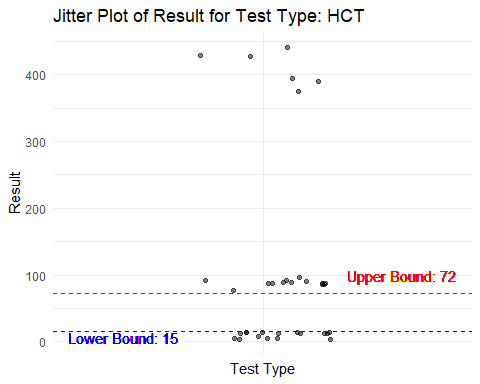 Jitter Plot of Result for Test Type: HCT
400
300
200
100
0
Result
Upper Bound: 72
Lower Bound: 15
Test Type